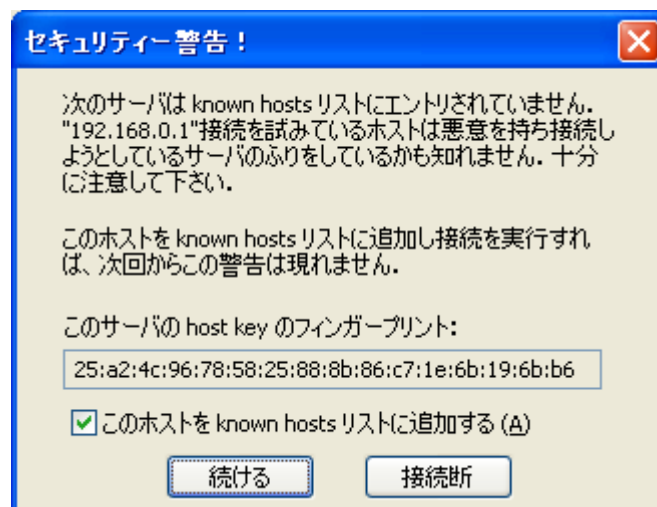 セキュリティー警告！
次のサーバは known hosts リストにエントリされていません.
"192.168.0.1"接続を試みているホストは悪意を持ち接続し
ようとしているサーバのふりをしているかも知れません. 十分
に注意して下さい.
このホストを known hosts リストに追加し接続を実行すれ
ば、次回からこの警告は現れません.
このサーバの host key のフィンガープリント:
25:a2:4c:96:78:58:25:88:8b:86:c7:1e:6b:19:6b:b6
このホストを known hosts リストに追加する (A)
続ける
接続断